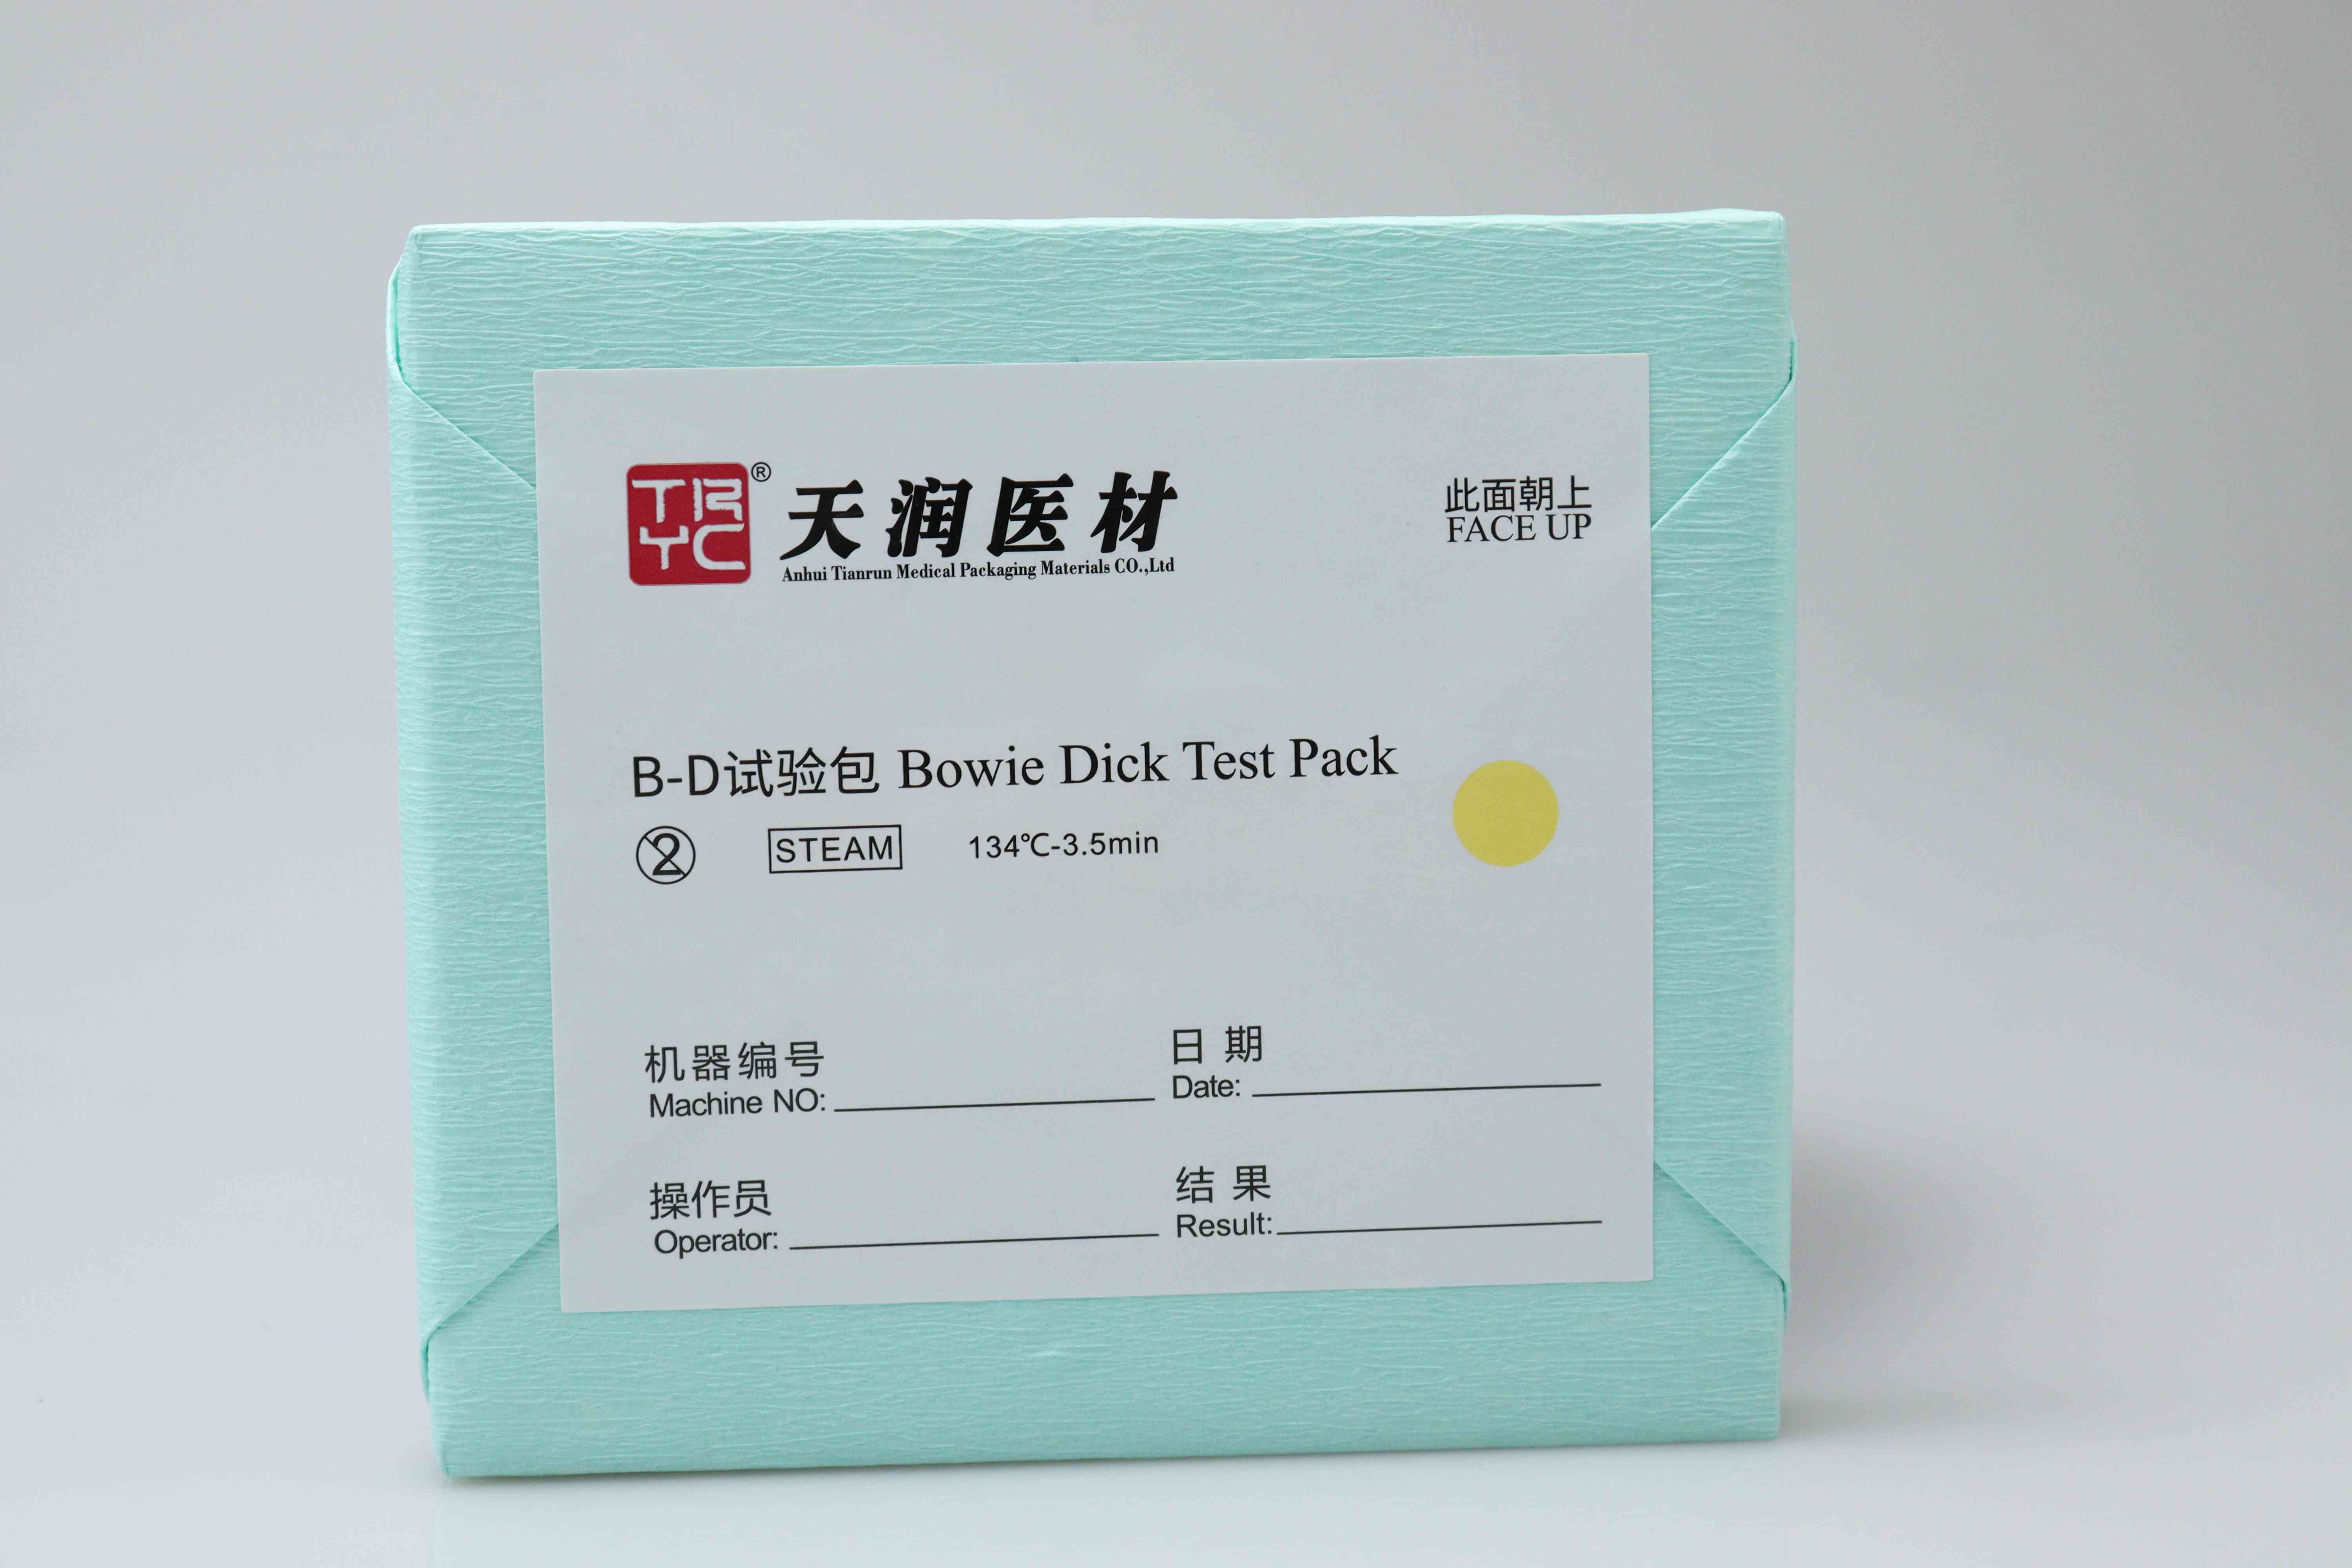 TRYC®
天润医材
Anhui Tianrun Medical Packaging Materials CO.,Ltd
此面朝上
FACE UP
B-D试验包 Bowie Dick Test Pack
2 STEAM 134℃-3.5min
机器编号
Machine NO:
日期
Date:
操作员
Operator:
结果
Result: